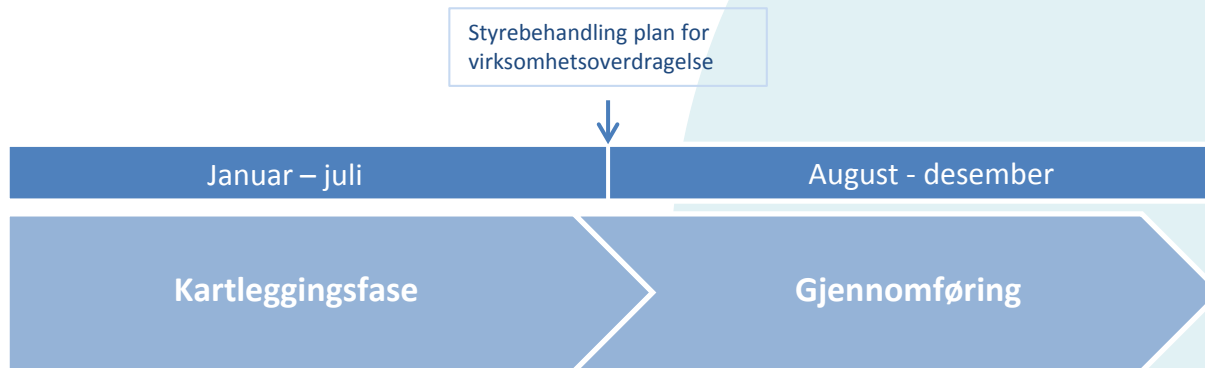 Styrebehandling plan for
virksomhetsoverdragelse
Januar – juli
August - desember
Kartleggingsfase
Gjennomføring